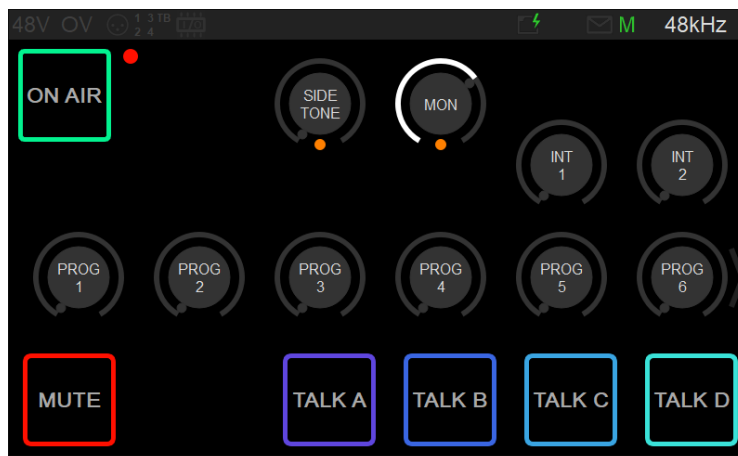 48V OV 1 3 TB I/O M 48kHz
2 4
ON AIR
SIDE
TONE
MON
INT
1
INT
2
PROG
1
PROG
2
PROG
3
PROG
4
PROG
5
PROG
6
MUTE
TALK A
TALK B
TALK C
TALK D